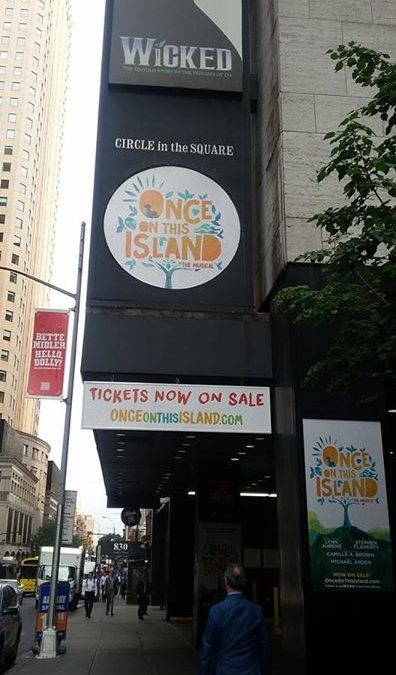 WICKED
THE UNTOLD STORY OF THE WITCHES OF OZ
CIRCLE in the SQUARE
ONCE
ON THIS
ISLAND
THE MUSICAL
BETTE
MIDLER
HELLO,
DOLLY!
TICKETS NOW ON SALE
ONCEONTHISISLAND.COM
ONCE
ON THIS
ISLAND
THE MUSICAL
LYNN
AHRENS
STEPHEN
FLAHERTY
CAMILLE A. BROWN
MICHAEL ARDEN
NOW ON SALE!
OnceOnThisIsland.com
830